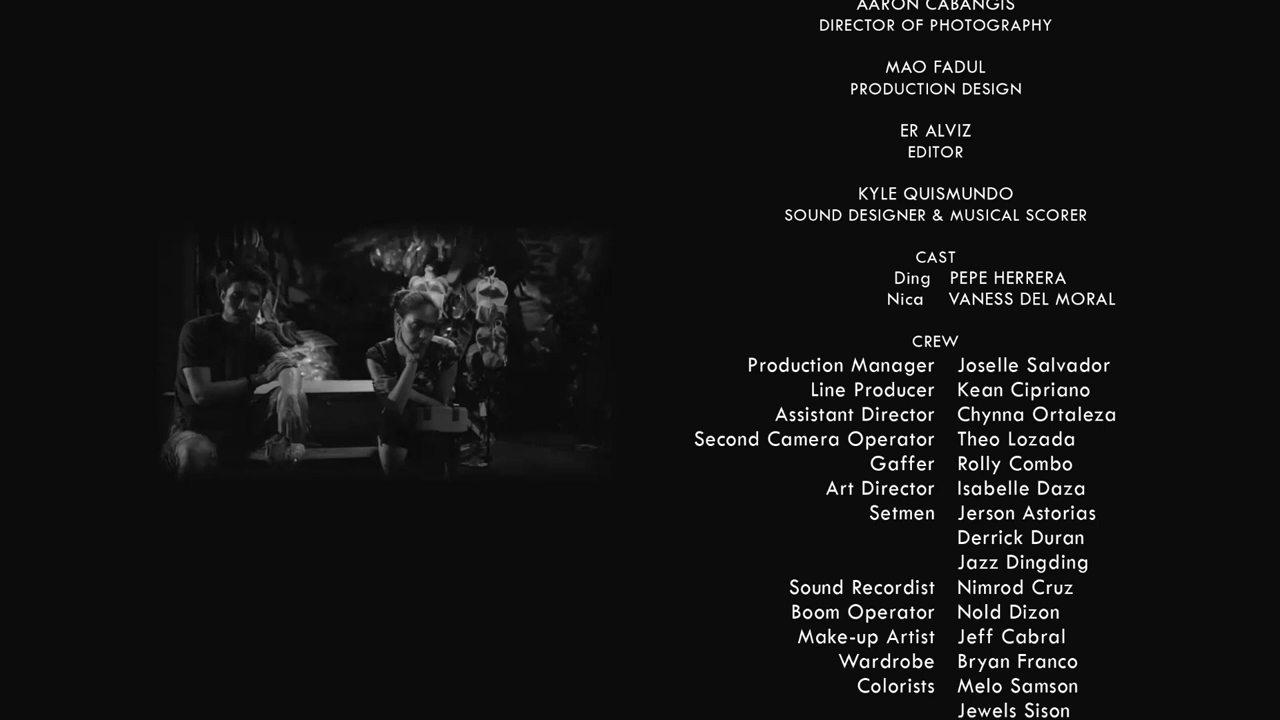 AARON CABANGIS
DIRECTOR OF PHOTOGRAPHY
MAO FADUL
PRODUCTION DESIGN
ER ALVIZ
EDITOR
KYLE QUISMUNDO
SOUND DESIGNER & MUSICAL SCORER
CAST
Ding PEPE HERRERA
Nica VANESS DEL MORAL
CREW
Production Manager Joselle Salvador
Line Producer Kean Cipriano
Assistant Director Chynna Ortaleza
Second Camera Operator Theo Lozada
Gaffer Rolly Combo
Art Director Isabelle Daza
Setmen Jerson Astorias
Derrick Duran
Jazz Dingding
Sound Recordist Nimrod Cruz
Boom Operator Nold Dizon
Make-up Artist Jeff Cabral
Wardrobe Bryan Franco
Colorists Melo Samson
Jewels Sison